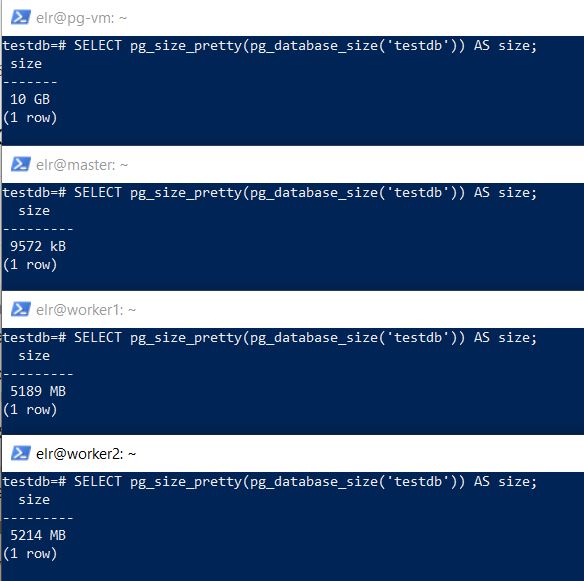 elr@pg-vm: ~
testdb=# SELECT pg_size_pretty(pg_database_size('testdb')) AS size;
 size
-------
 10 GB
(1 row)
elr@master: ~
testdb=# SELECT pg_size_pretty(pg_database_size('testdb')) AS size;
  size
---------
 9572 kB
(1 row)
elr@worker1: ~
testdb=# SELECT pg_size_pretty(pg_database_size('testdb')) AS size;
  size
---------
 5189 MB
(1 row)
elr@worker2: ~
testdb=# SELECT pg_size_pretty(pg_database_size('testdb')) AS size;
  size
---------
 5214 MB
(1 row)